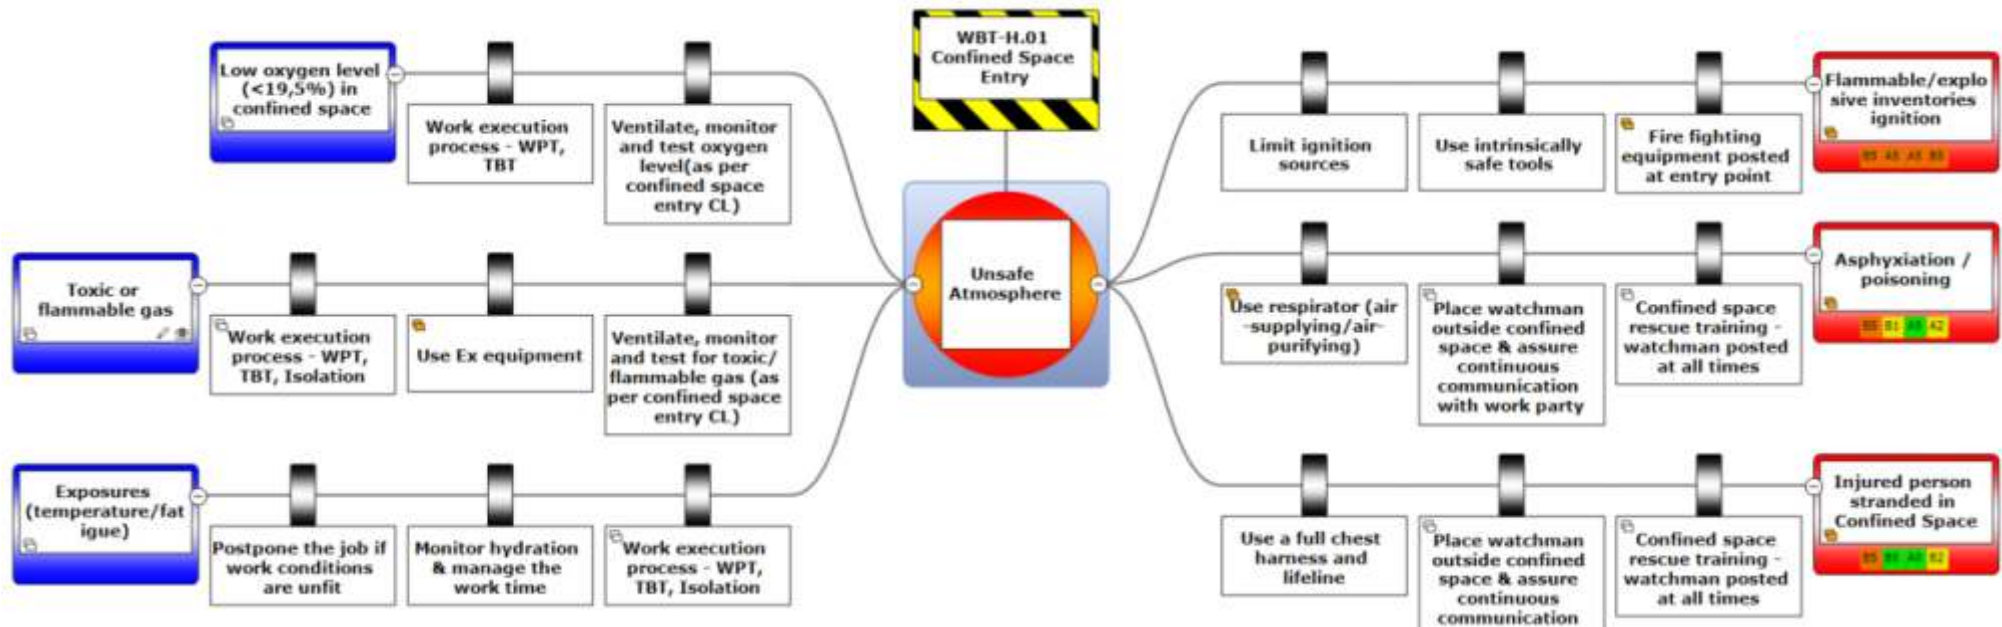 WBT-H.01
Confined Space
Entry
Unsafe
Atmosphere
Low oxygen level
(<19,5%) in
confined space
Work execution
process - WPT,
TBT
Ventilate, monitor
and test oxygen
level(as per
confined space
entry CL)
Toxic or
flammable gas
Work execution
process - WPT,
TBT, Isolation
Use Ex equipment
Ventilate, monitor
and test for toxic/
flammable gas (as
per confined space
entry CL)
Exposures
(temperature/fat
igue)
Postpone the job if
work conditions
are unfit
Monitor hydration
& manage the
work time
Work execution
process - WPT,
TBT, Isolation
Limit ignition
sources
Use intrinsically
safe tools
Fire fighting
equipment posted
at entry point
Flammable/explo
sive inventories
ignition
Use respirator (air
-supplying/air-
purifying)
Place watchman
outside confined
space & assure
continuous
communication
with work party
Confined space
rescue training -
watchman posted
at all times
Asphyxiation /
poisoning
Use a full chest
harness and
lifeline
Place watchman
outside confined
space & assure
continuous
communication
Confined space
rescue training -
watchman posted
at all times
Injured person
stranded in
Confined Space